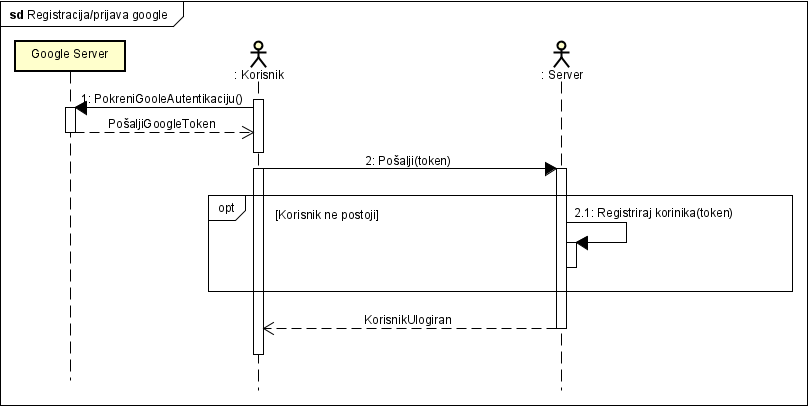 sd Registracija/prijava google
Google Server
: Korisnik
: Server
1: PokreniGooleAutentikaciju()
PošaljiGoogleToken
2: Pošalji(token)
opt
[Korisnik ne postoji]
2.1: Registriraj korinika(token)
KorisnikUlogiran